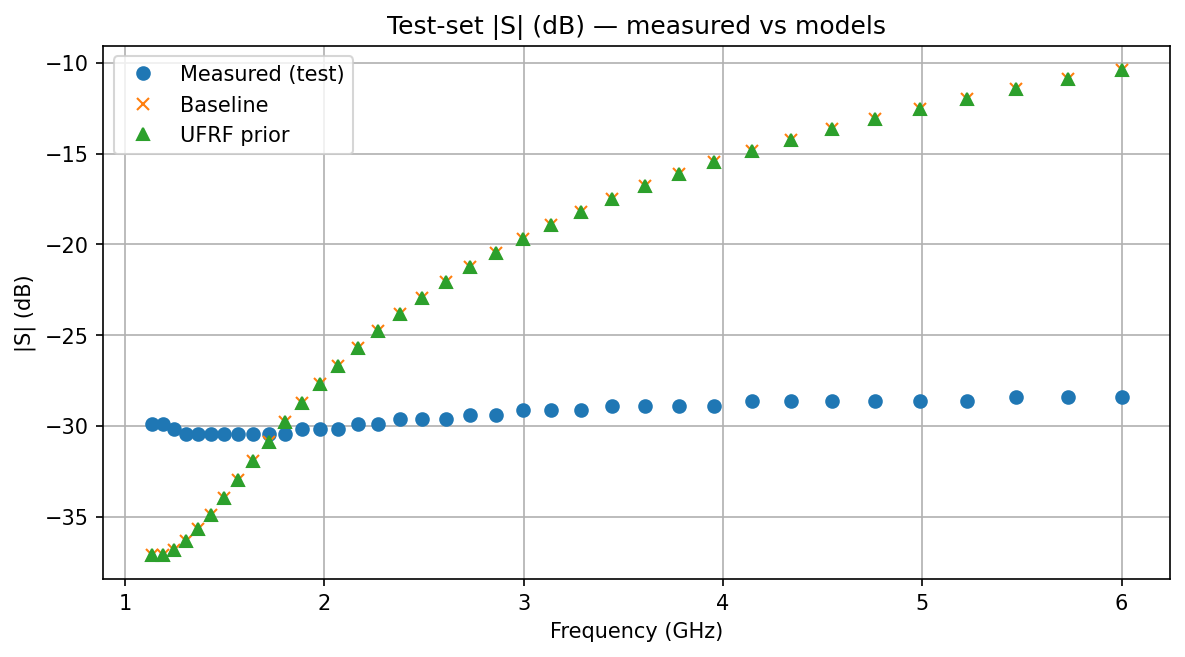 Test-set |S| (dB) — measured vs models
Measured (test)
Baseline
UFRF prior
|S| (dB)
−10
−15
−20
−25
−30
−35
1 2 3 4 5 6
Frequency (GHz)